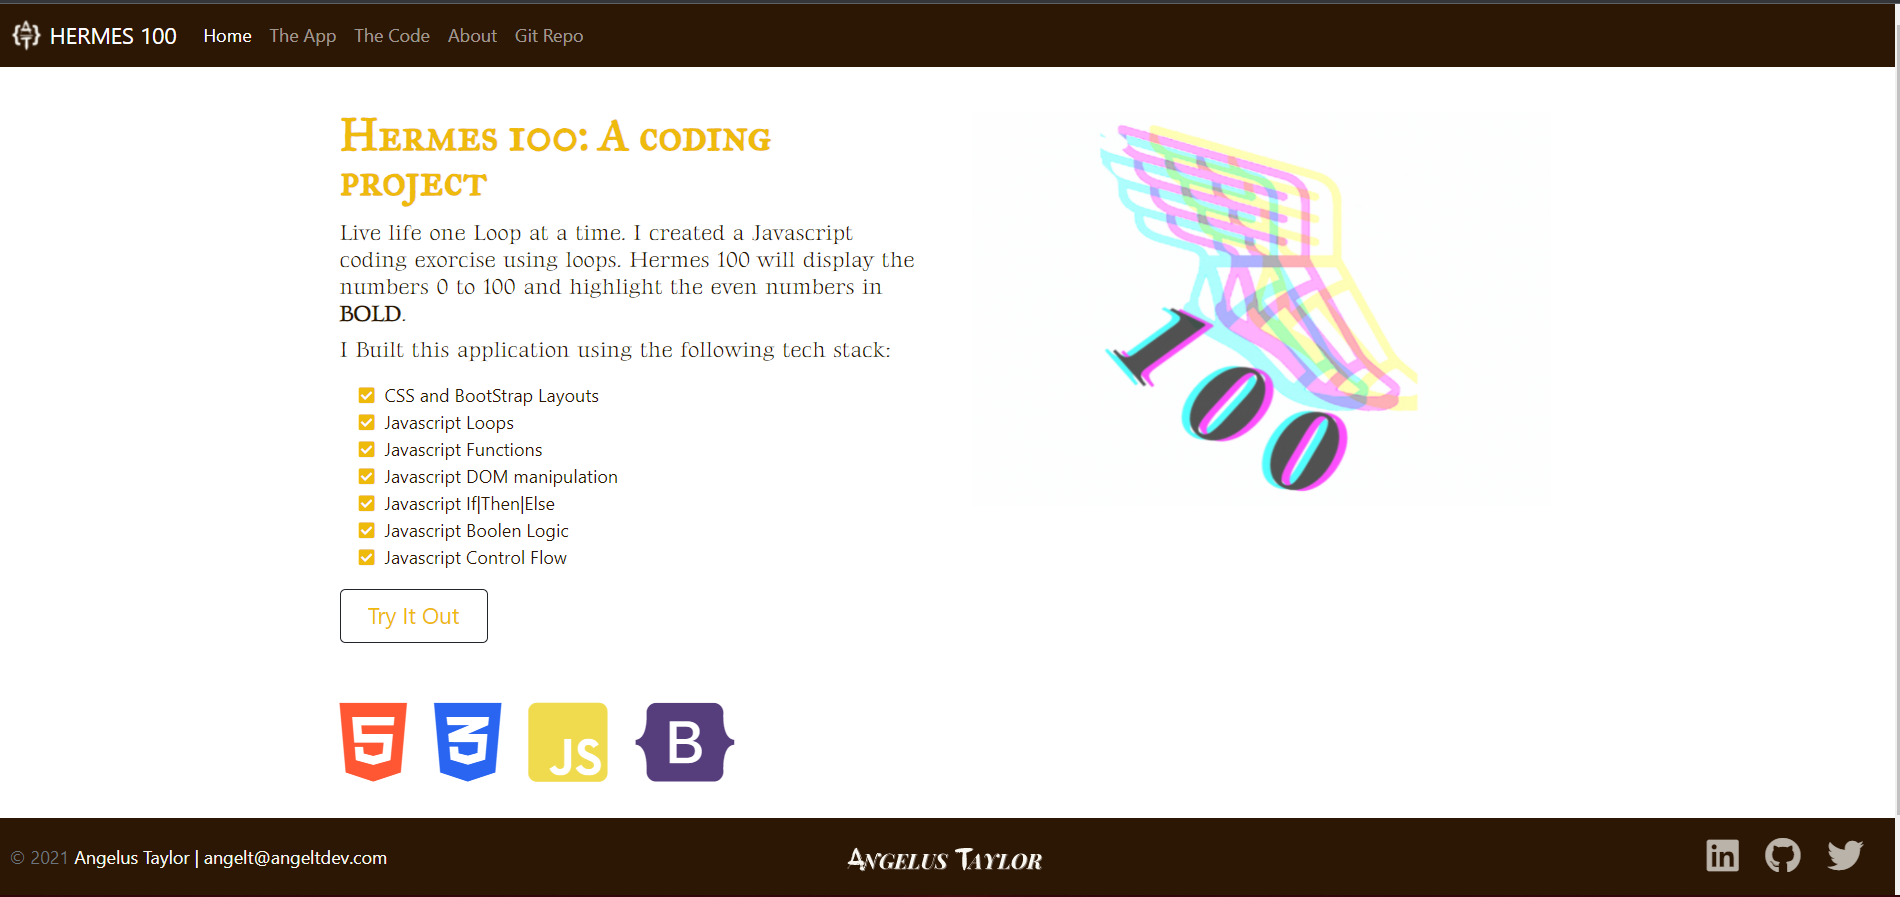 HERMES 100 Home The App The Code About Git Repo
Hermes 100: A coding
project
Live life one Loop at a time. I created a Javascript
coding exorcise using loops. Hermes 100 will display the
numbers 0 to 100 and highlight the even numbers in
BOLD.
I Built this application using the following tech stack:
CSS and BootStrap Layouts
Javascript Loops
Javascript Functions
Javascript DOM manipulation
Javascript If|Then|Else
Javascript Boolen Logic
Javascript Control Flow
Try It Out
100
5 3 JS B
© 2021 Angelus Taylor | angelt@angeltdev.com Angelus Taylor in